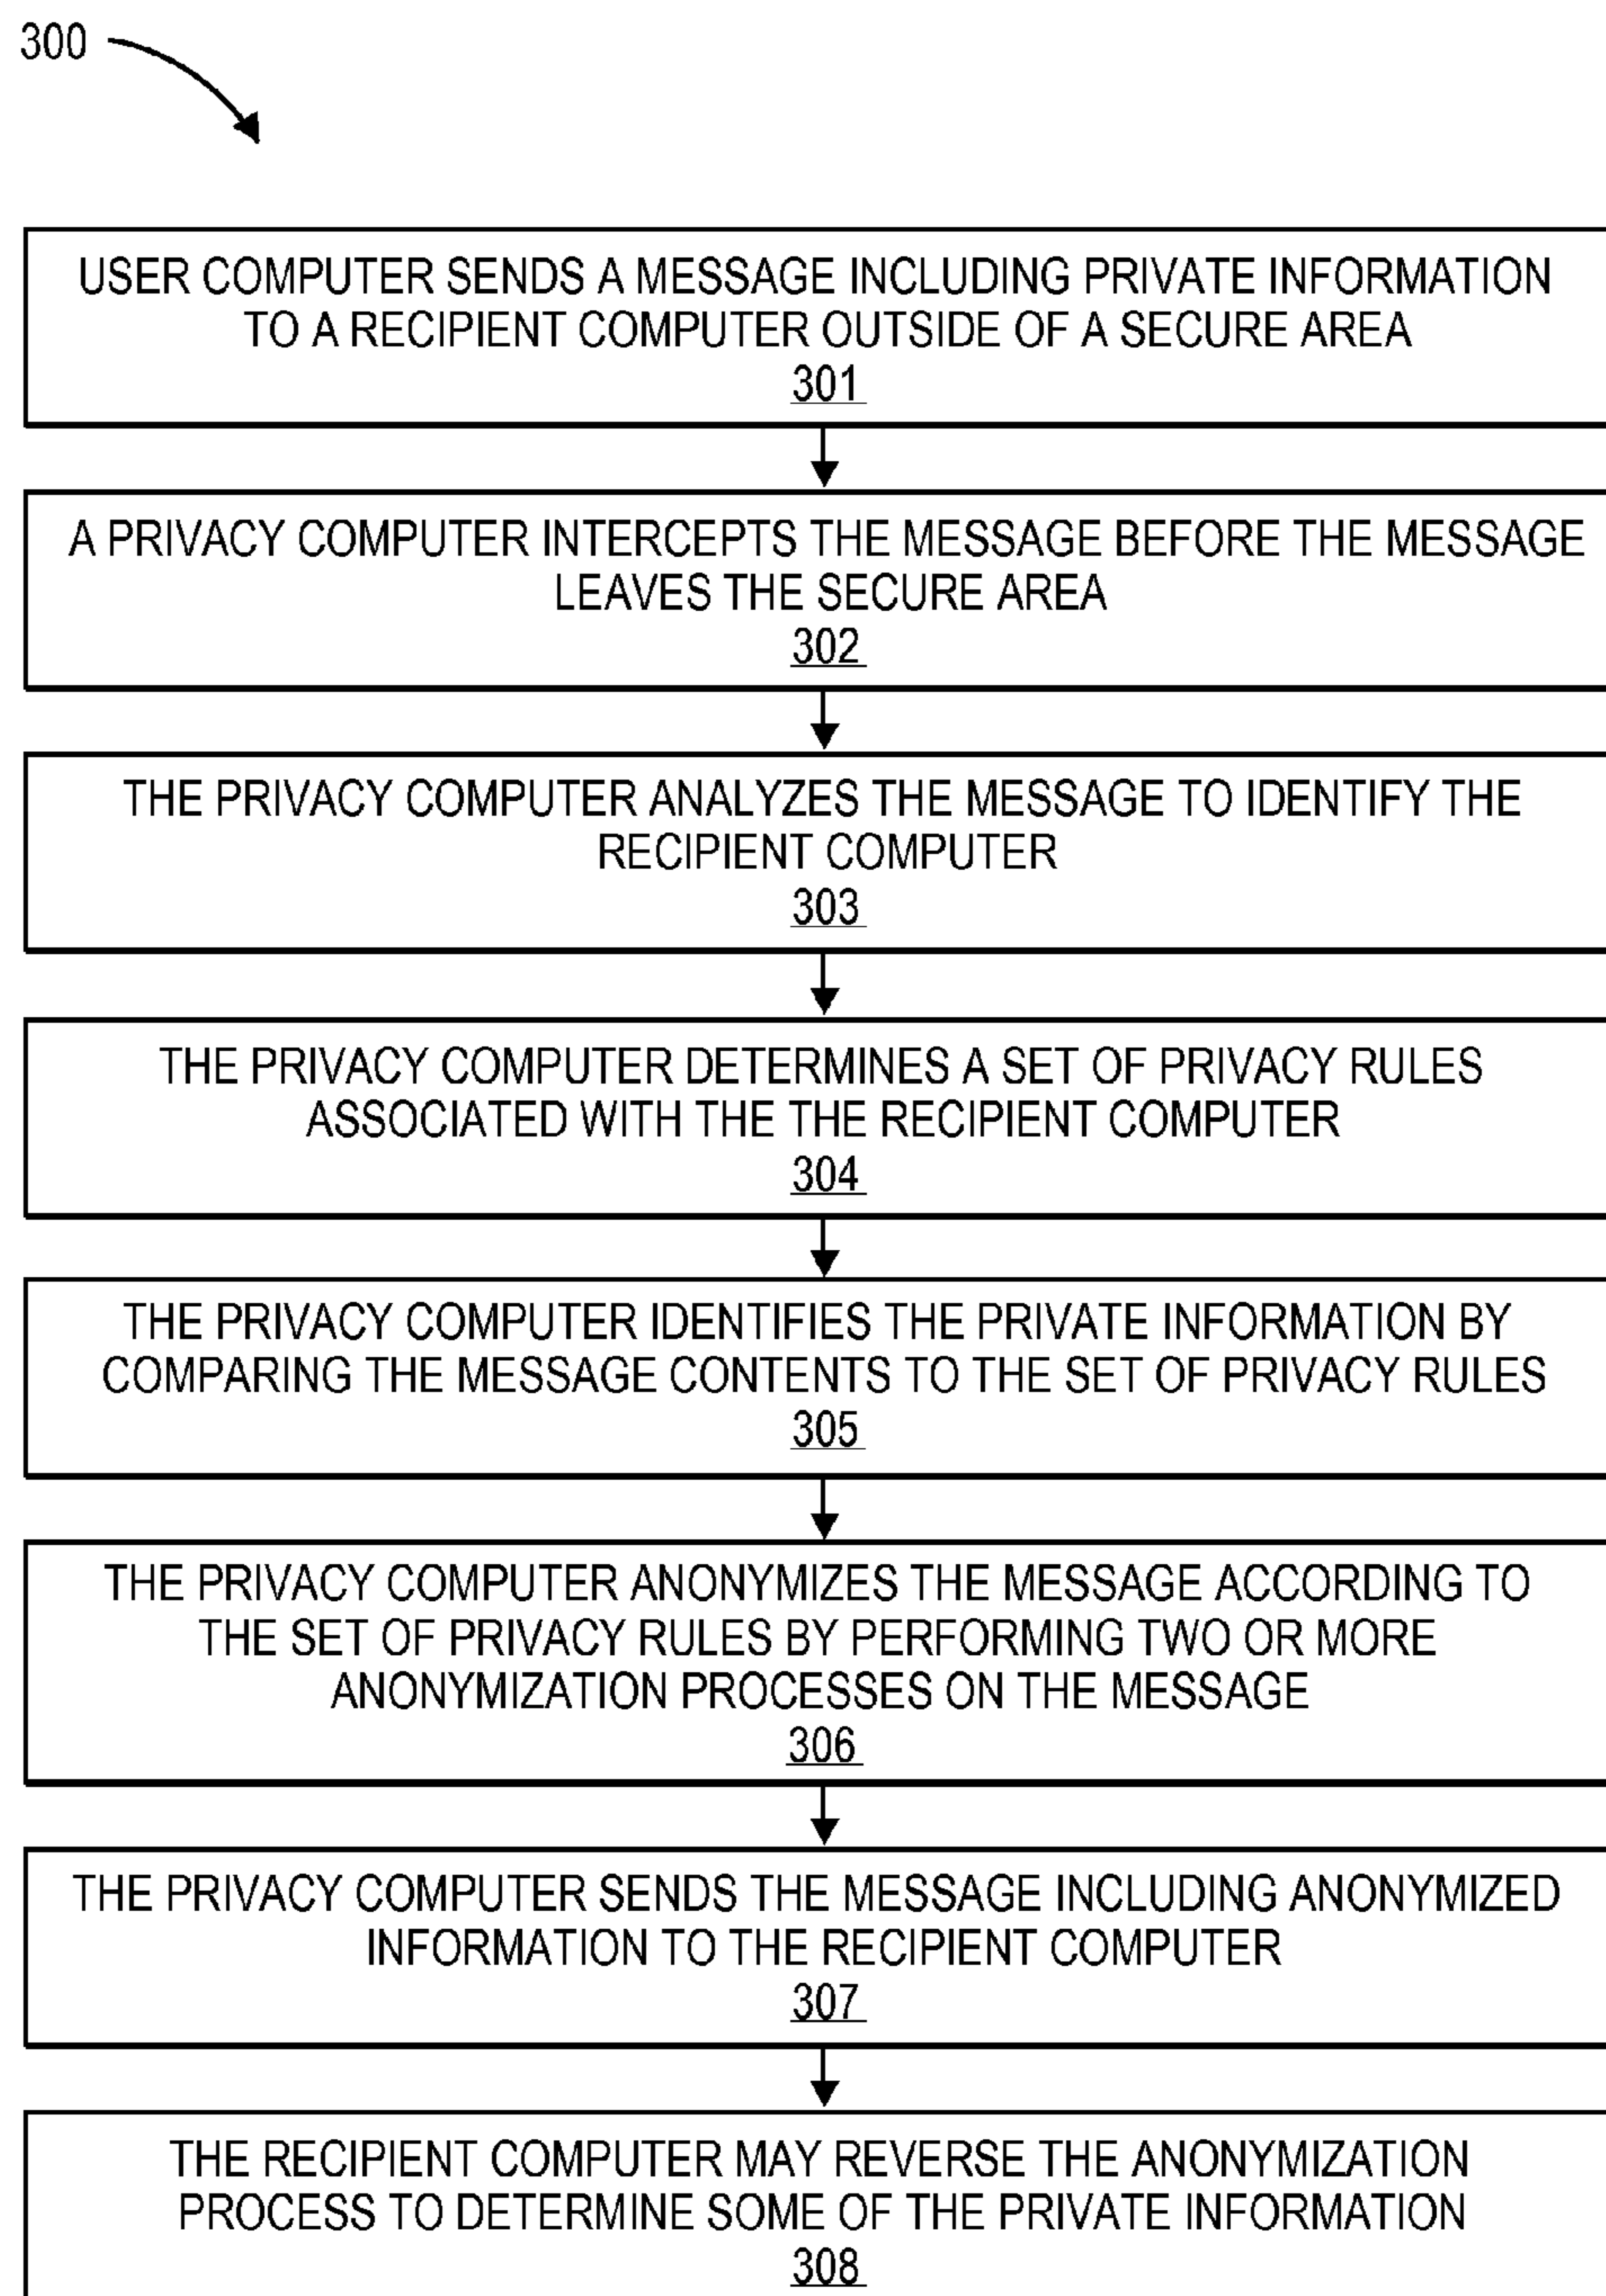 300
USER COMPUTER SENDS A MESSAGE INCLUDING PRIVATE INFORMATION
TO A RECIPIENT COMPUTER OUTSIDE OF A SECURE AREA
301
A PRIVACY COMPUTER INTERCEPTS THE MESSAGE BEFORE THE MESSAGE
LEAVES THE SECURE AREA
302
THE PRIVACY COMPUTER ANALYZES THE MESSAGE TO IDENTIFY THE
RECIPIENT COMPUTER
303
THE PRIVACY COMPUTER DETERMINES A SET OF PRIVACY RULES
ASSOCIATED WITH THE THE RECIPIENT COMPUTER
304
THE PRIVACY COMPUTER IDENTIFIES THE PRIVATE INFORMATION BY
COMPARING THE MESSAGE CONTENTS TO THE SET OF PRIVACY RULES
305
THE PRIVACY COMPUTER ANONYMIZES THE MESSAGE ACCORDING TO
THE SET OF PRIVACY RULES BY PERFORMING TWO OR MORE
ANONYMIZATION PROCESSES ON THE MESSAGE
306
THE PRIVACY COMPUTER SENDS THE MESSAGE INCLUDING ANONYMIZED
INFORMATION TO THE RECIPIENT COMPUTER
307
THE RECIPIENT COMPUTER MAY REVERSE THE ANONYMIZATION
PROCESS TO DETERMINE SOME OF THE PRIVATE INFORMATION
308